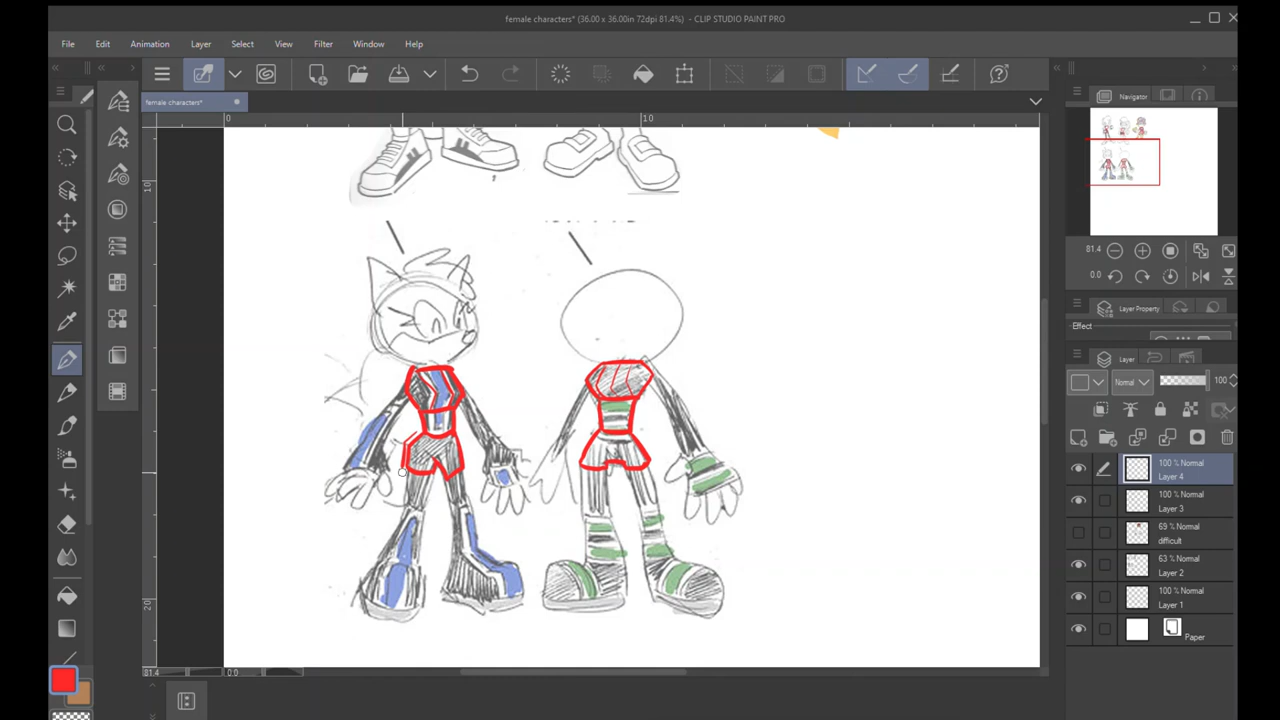 female characters* (36.00 x 36.00in 72dpi 81.4%) - CLIP STUDIO PAINT PRO
File Edit Animation Layer Select View Filter Window Help
female characters*
Navigator
0 10
10
20
81.4
0.0
Layer Property
Effect
Layer
Normal 100
100 % Normal
Layer 4
100 % Normal
Layer 3
69 % Normal
difficult
63 % Normal
Layer 2
100 % Normal
Layer 1
Paper
81.4 0.0